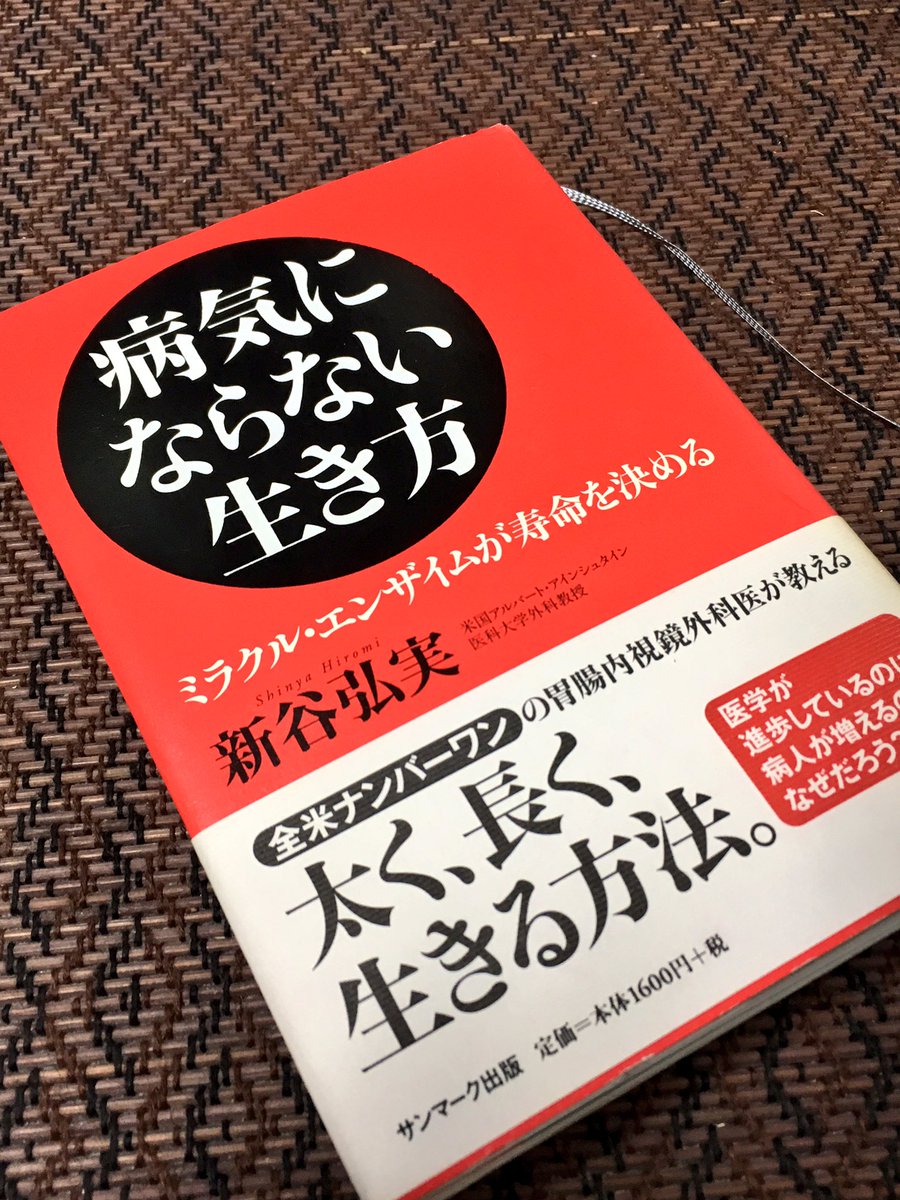 病気に
ならない
生き方
ミラクル・エンザイムが寿命を決める
Shinya Hiromi
新谷弘実
米国アルバート・アインシュタイン
医科大学外科教授
全米ナンバーワンの胃腸内視鏡外科医が教える
太く、長く、
生きる方法。
医学が
進歩しているのに
病人が増えるの
なぜだろう
サンマーク出版 定価=本体1600円+税